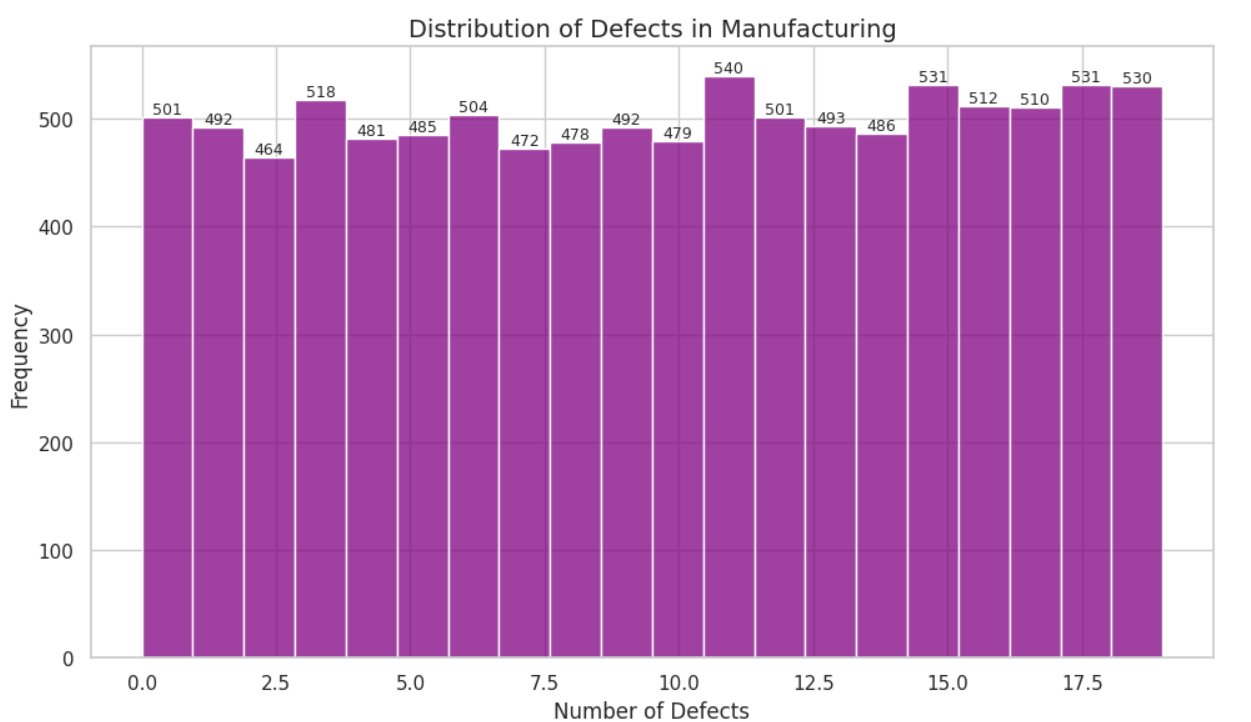 Distribution of Defects in Manufacturing
Frequency
500
400
300
200
100
0
501 492 464 518 481 485 504 472 478 492 479 540 501 493 486 531 512 510 531 530
0.0 2.5 5.0 7.5 10.0 12.5 15.0 17.5
Number of Defects